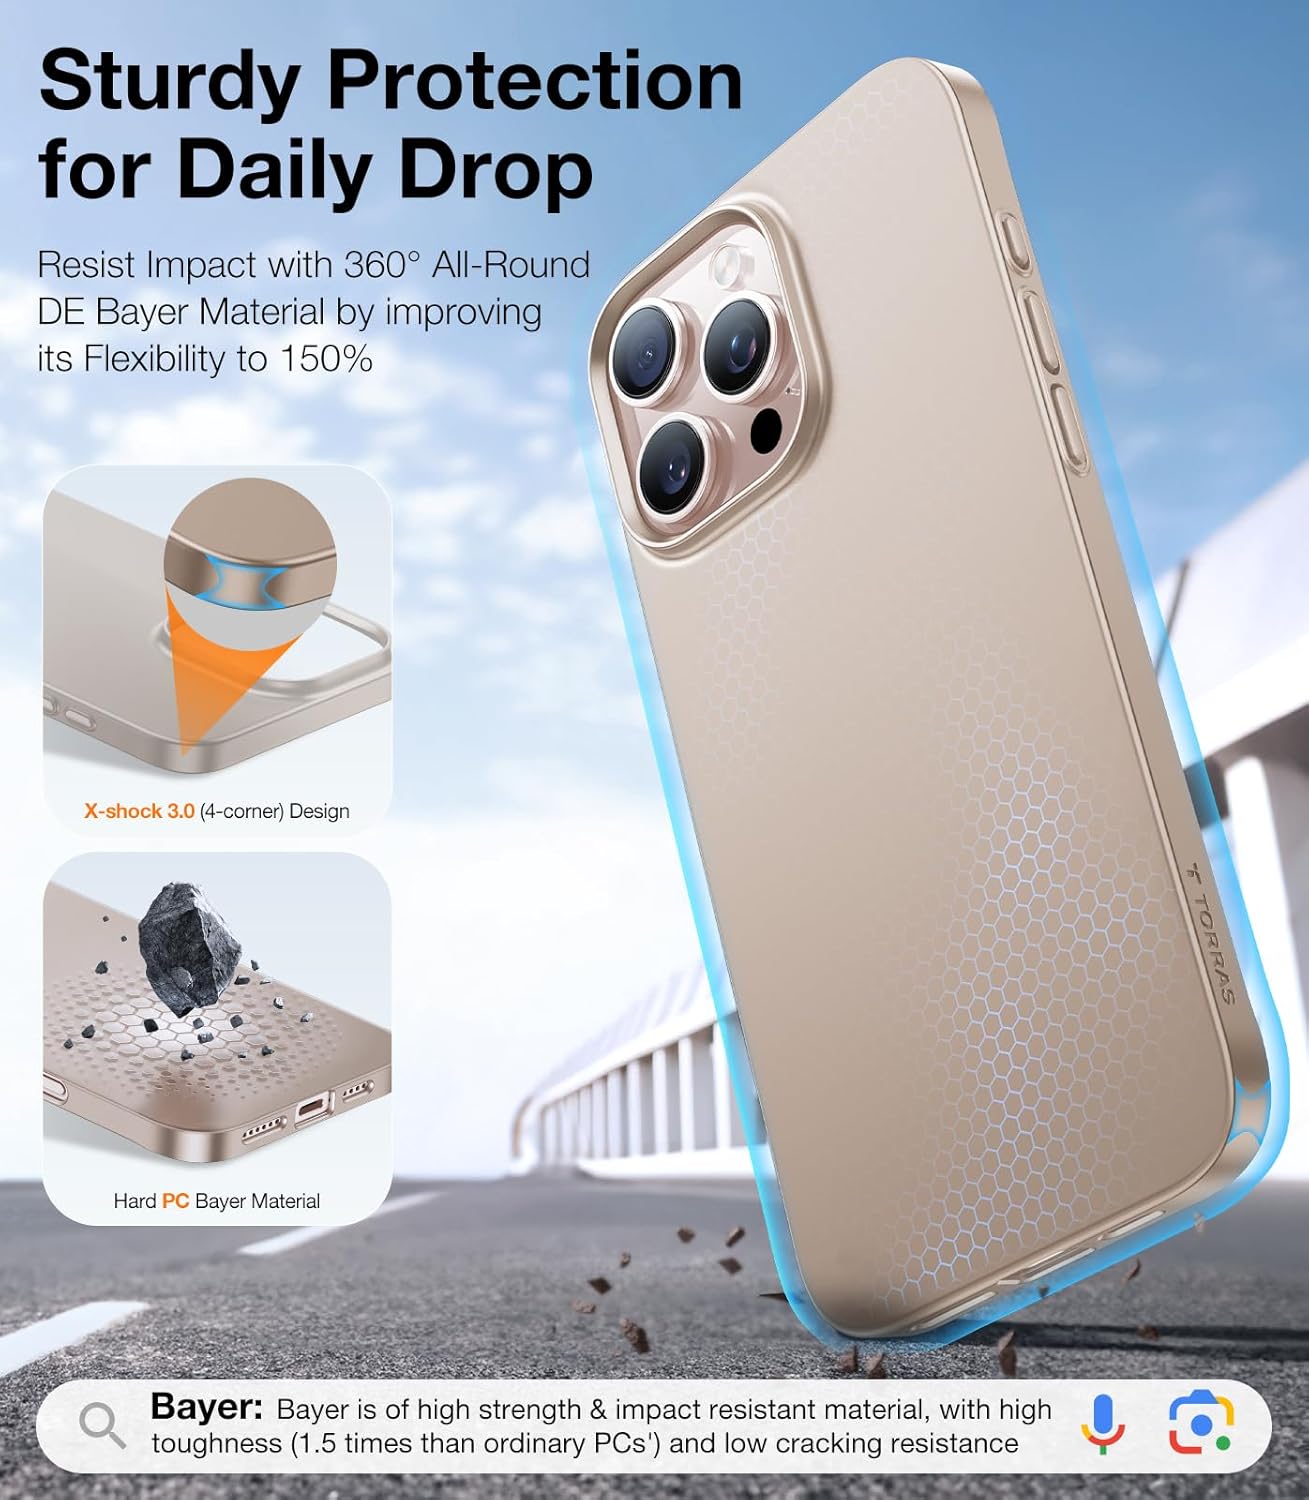 Sturdy Protection
for Daily Drop
Resist Impact with 360° All-Round
DE Bayer Material by improving
its Flexibility to 150%
X-shock 3.0 (4-corner) Design
Hard PC Bayer Material
TORRAS
Bayer: Bayer is of high strength & impact resistant material, with high
toughness (1.5 times than ordinary PCs') and low cracking resistance